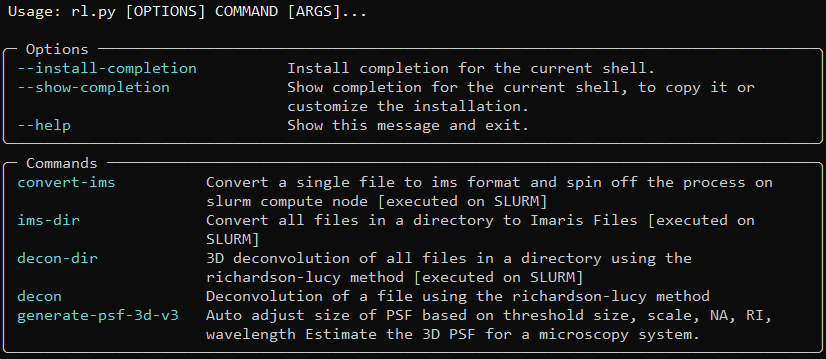 Usage: rl.py [OPTIONS] COMMAND [ARGS]...
Options
--install-completion Install completion for the current shell.
--show-completion Show completion for the current shell, to copy it or
customize the installation.
--help Show this message and exit.
Commands
convert-ims Convert a single file to ims format and spin off the process on
slurm compute node [executed on SLURM]
ims-dir Convert all files in a directory to Imaris Files [executed on
SLURM]
decon-dir 3D deconvolution of all files in a directory using the
richardson-lucy method [executed on SLURM]
decon Deconvolution of a file using the richardson-lucy method
generate-psf-3d-v3 Auto adjust size of PSF based on threshold size, scale, NA, RI,
wavelength Estimate the 3D PSF for a microscopy system.